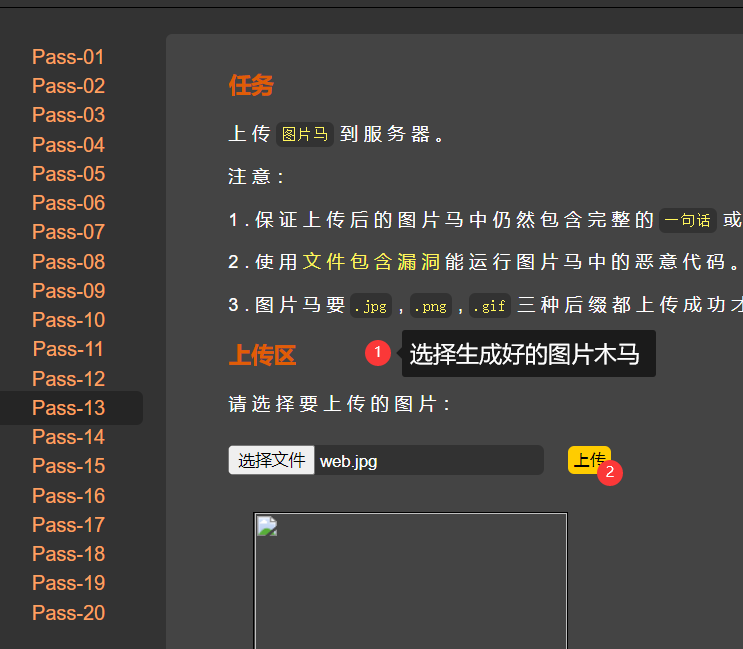 Pass-01
Pass-02
Pass-03
Pass-04
Pass-05
Pass-06
Pass-07
Pass-08
Pass-09
Pass-10
Pass-11
Pass-12
Pass-13
Pass-14
Pass-15
Pass-16
Pass-17
Pass-18
Pass-19
Pass-20
任务
上传 图片马 到服务器。
注意：
1.保证上传后的图片马中仍然包含完整的 一句话 或
2.使用文件包含漏洞能运行图片马中的恶意代码。
3.图片马要 .jpg , .png , .gif 三种后缀都上传成功才
上传区
1 选择生成好的图片木马
请选择要上传的图片：
选择文件 web.jpg 上传 2